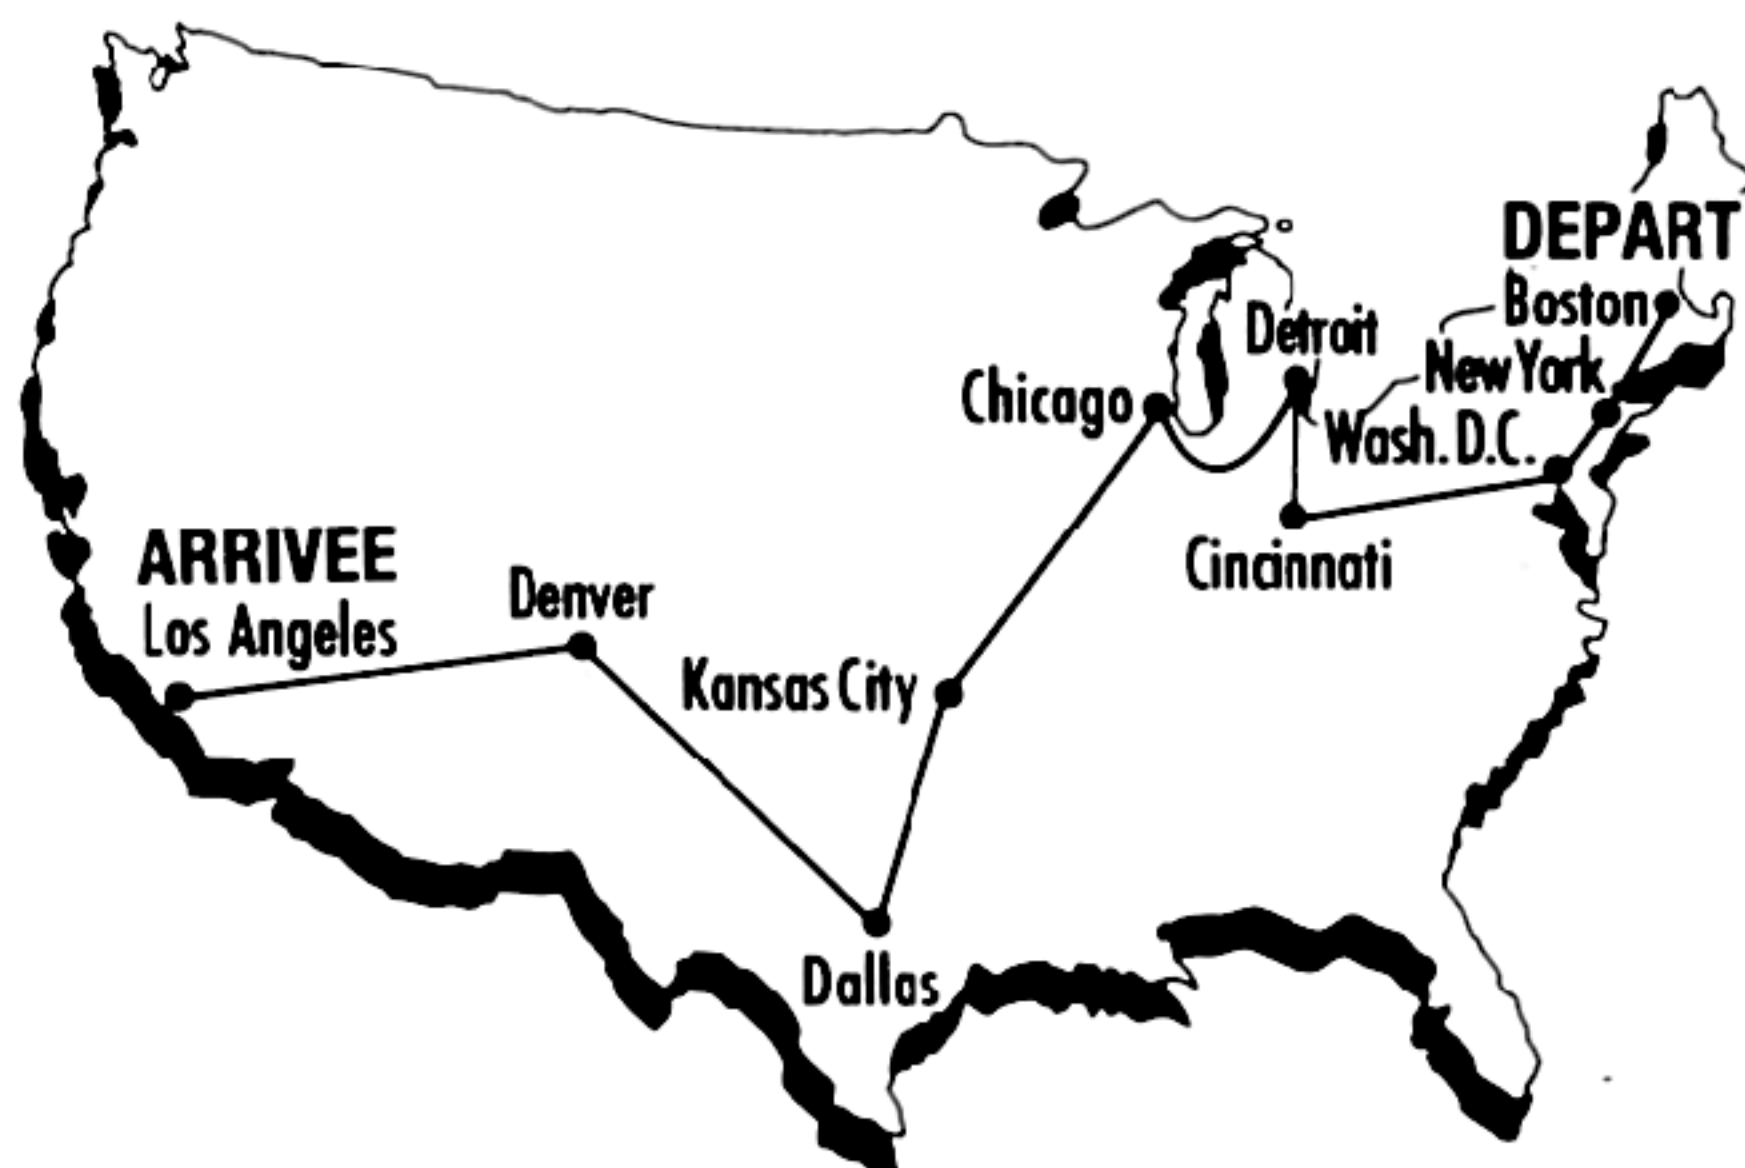 DEPART
Boston
Detroit
New York
Chicago
Wash. D.C.
ARRIVEE
Cincinnati
Denver
Los Angeles
Kansas City
Dallas